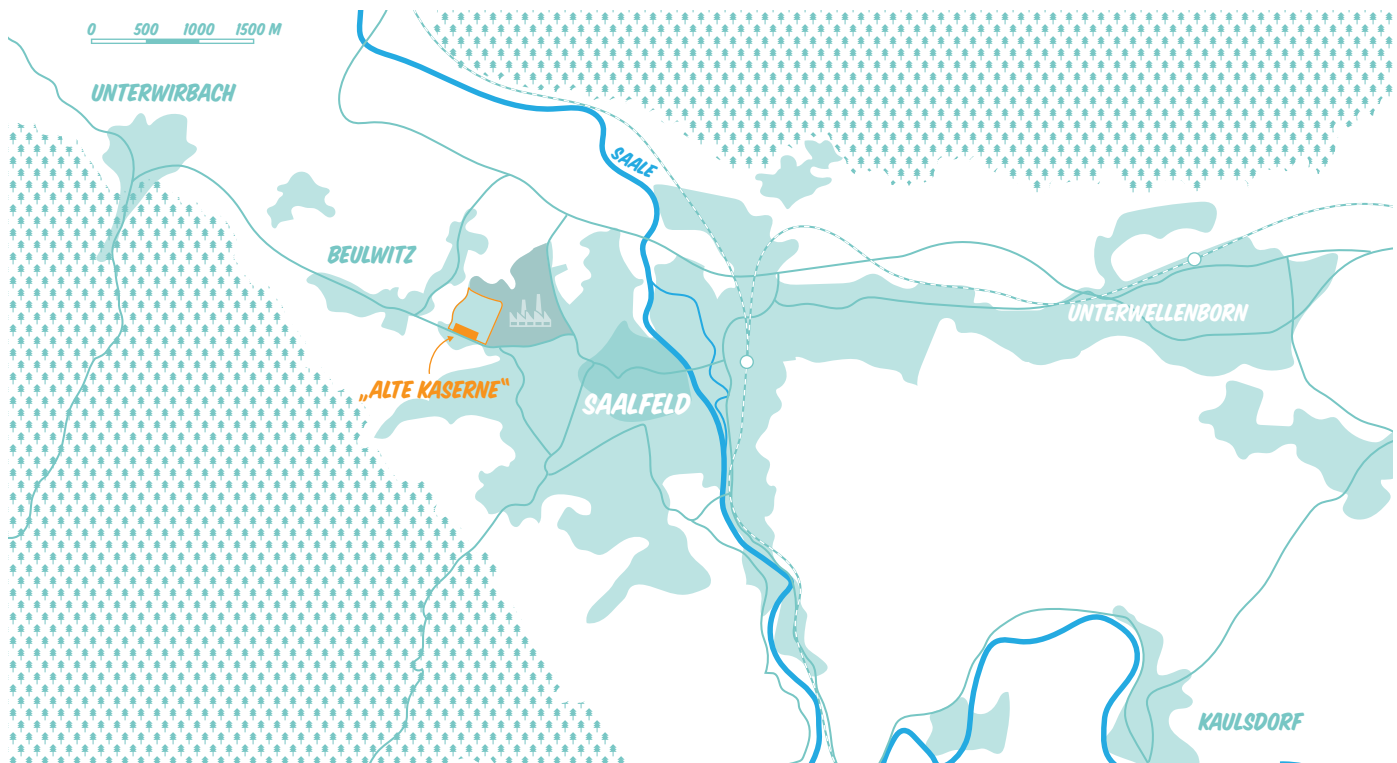 0 500 1000 1500 M
UNTERWIRBACH
SAALE
BEULWITZ
UNTERWELLENBORN
„ALTE KASERNE“
SAALFELD
KAULSDORF